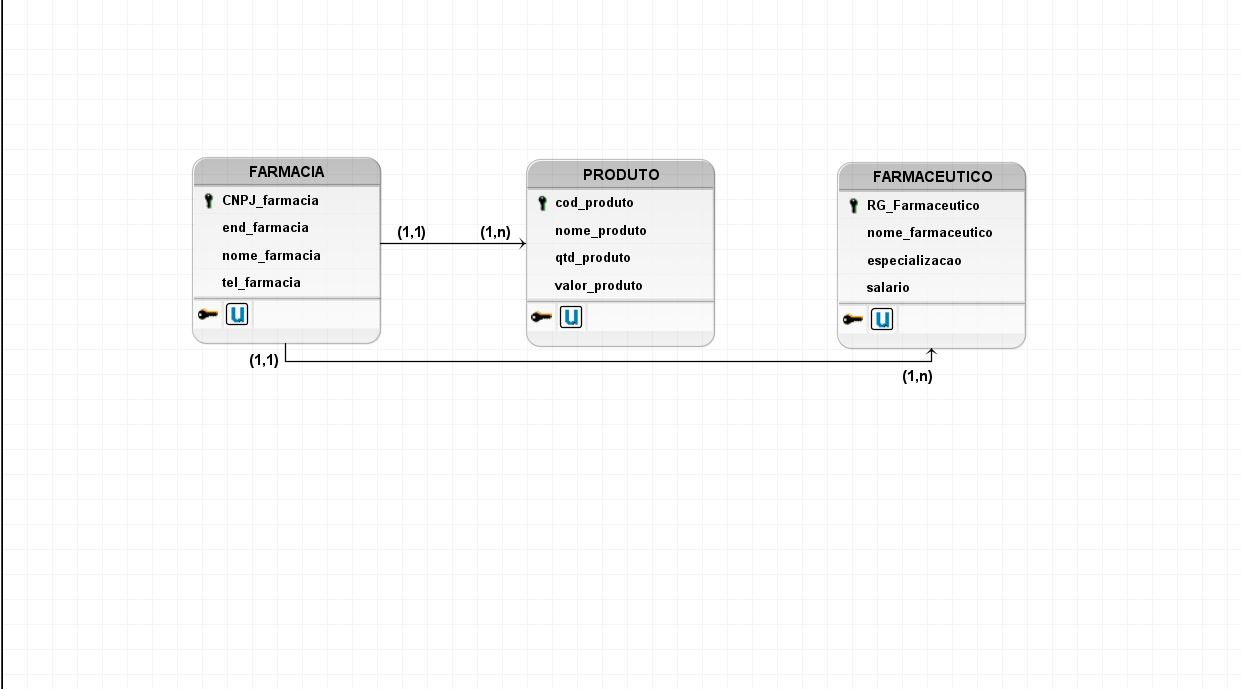 FARMACIA
CNPJ_farmacia
end_farmacia
nome_farmacia
tel_farmacia
U
(1,1)
(1,n)
PRODUTO
cod_produto
nome_produto
qtd_produto
valor_produto
U
FARMACEUTICO
RG_Farmaceutico
nome_farmaceutico
especializacao
salario
U
(1,1)
(1,n)